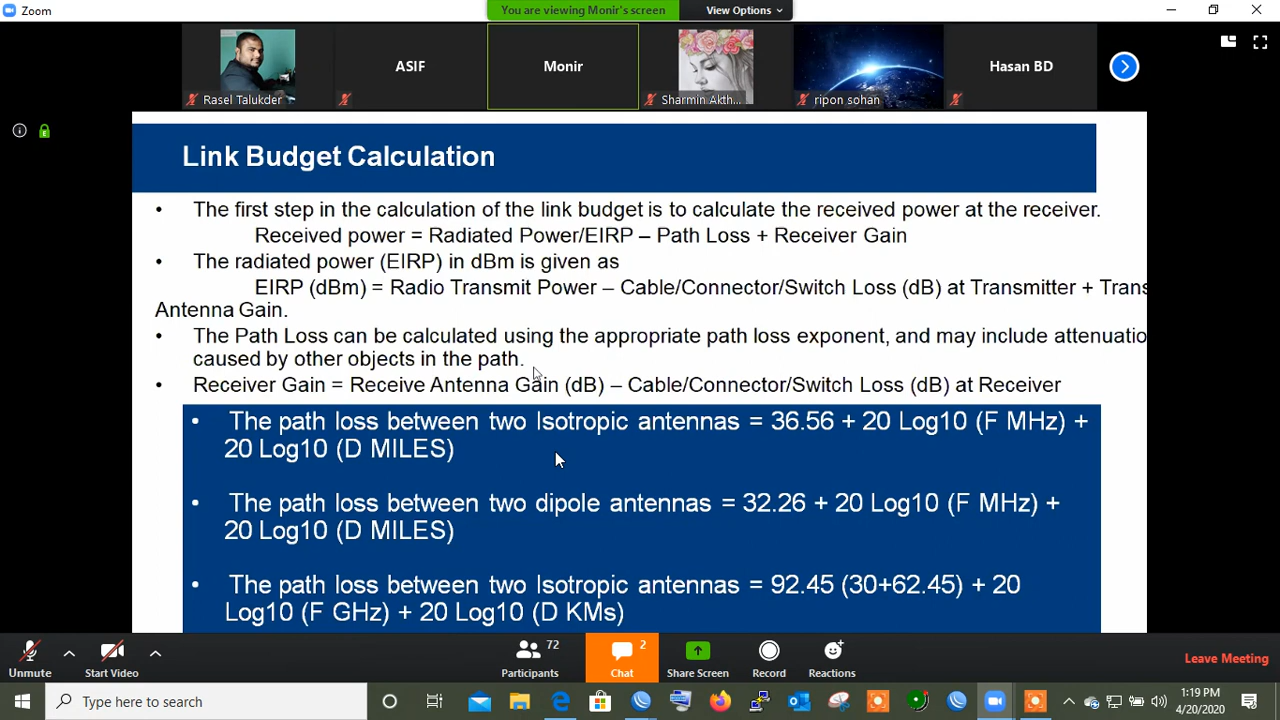 Zoom
You are viewing Monir's screen
View Options
Rasel Talukder
ASIF
Monir
Sharmin Akth...
ripon sohan
Hasan BD
Link Budget Calculation
• The first step in the calculation of the link budget is to calculate the received power at the receiver.
Received power = Radiated Power/EIRP – Path Loss + Receiver Gain
• The radiated power (EIRP) in dBm is given as
EIRP (dBm) = Radio Transmit Power – Cable/Connector/Switch Loss (dB) at Transmitter + Trans
Antenna Gain.
• The Path Loss can be calculated using the appropriate path loss exponent, and may include attenuatio
caused by other objects in the path.
• Receiver Gain = Receive Antenna Gain (dB) – Cable/Connector/Switch Loss (dB) at Receiver
• The path loss between two Isotropic antennas = 36.56 + 20 Log10 (F MHz) +
20 Log10 (D MILES)
• The path loss between two dipole antennas = 32.26 + 20 Log10 (F MHz) +
20 Log10 (D MILES)
• The path loss between two Isotropic antennas = 92.45 (30+62.45) + 20
Log10 (F GHz) + 20 Log10 (D KMs)
Unmute
Start Video
72
Participants
2
Chat
Share Screen
Record
Reactions
Leave Meeting
Type here to search
1:19 PM
4/20/2020